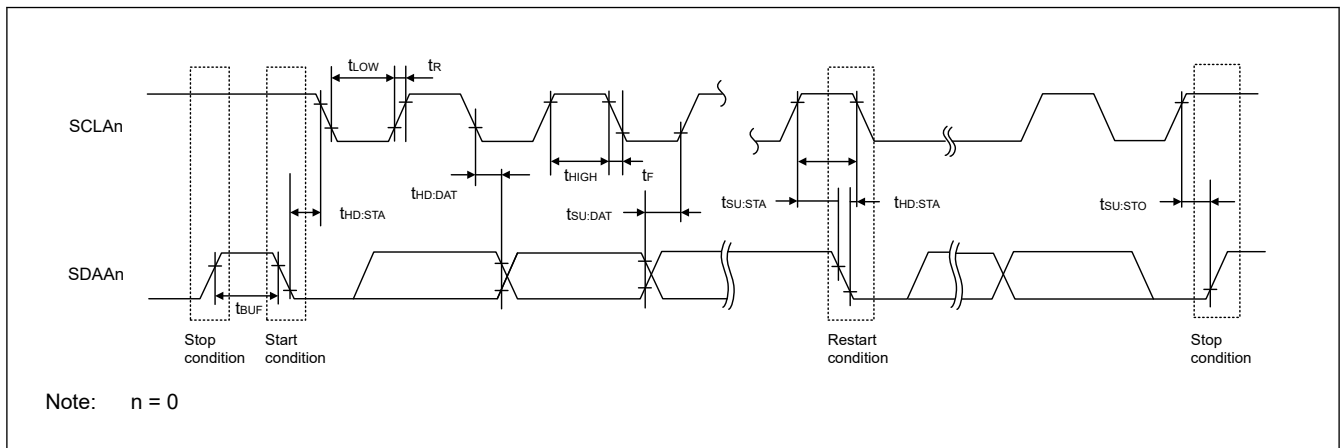 tLOW
tR
SCLAn
tHD:DAT
tHIGH
tF
tHD:STA
tSU:DAT
tSU:STA
tHD:STA
tSU:STO
SDAAn
tBUF
Stop
condition
Start
condition
Restart
condition
Stop
condition
Note: n = 0